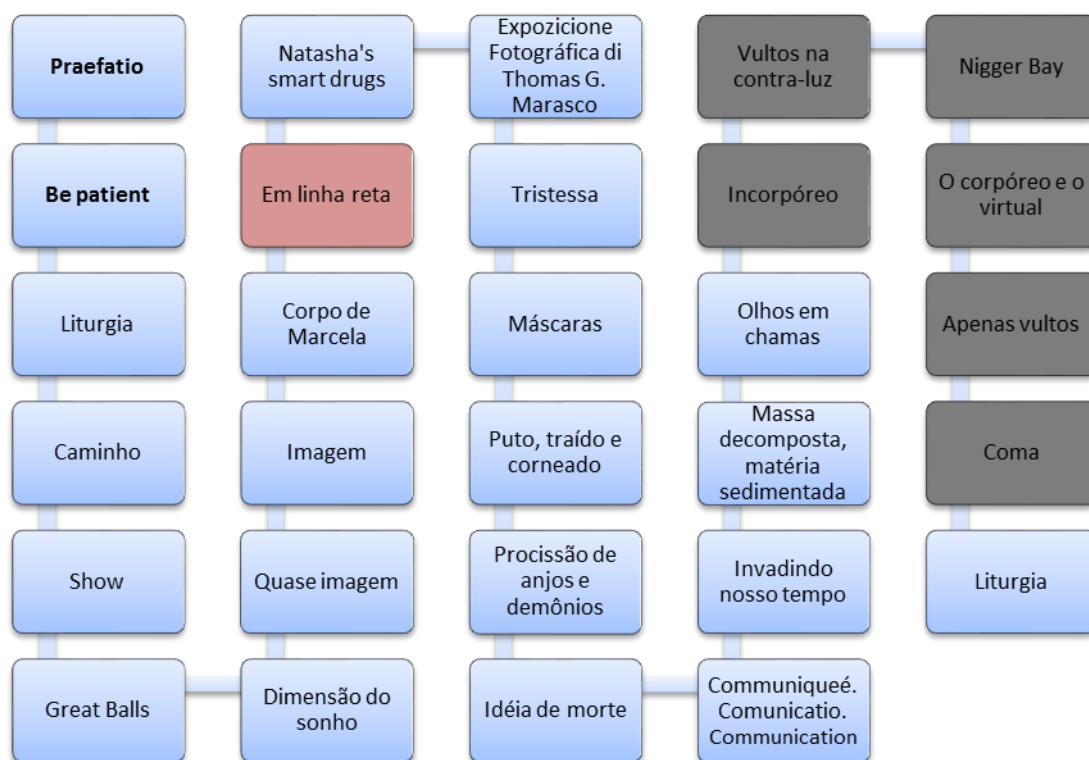 Praefatio
Be patient
Liturgia
Caminho
Show
Great Balls
Dimensão do
sonho
Quase imagem
Imagem
Corpo de
Marcela
Em linha reta
Natasha's
smart drugs
Expozicione
Fotográfica di
Thomas G.
Marasco
Tristessa
Máscaras
Puto, traído e
corneado
Procissão de
anjos e
demônios
Idéia de morte
Communiqueé.
Comunicatio.
Communication
Invadindo
nosso tempo
Massa
decomposta,
matéria
sedimentada
Olhos em
chamas
Incorpóreo
Vultos na
contra-luz
Nigger Bay
O corpóreo e o
virtual
Apenas vultos
Coma
Liturgia